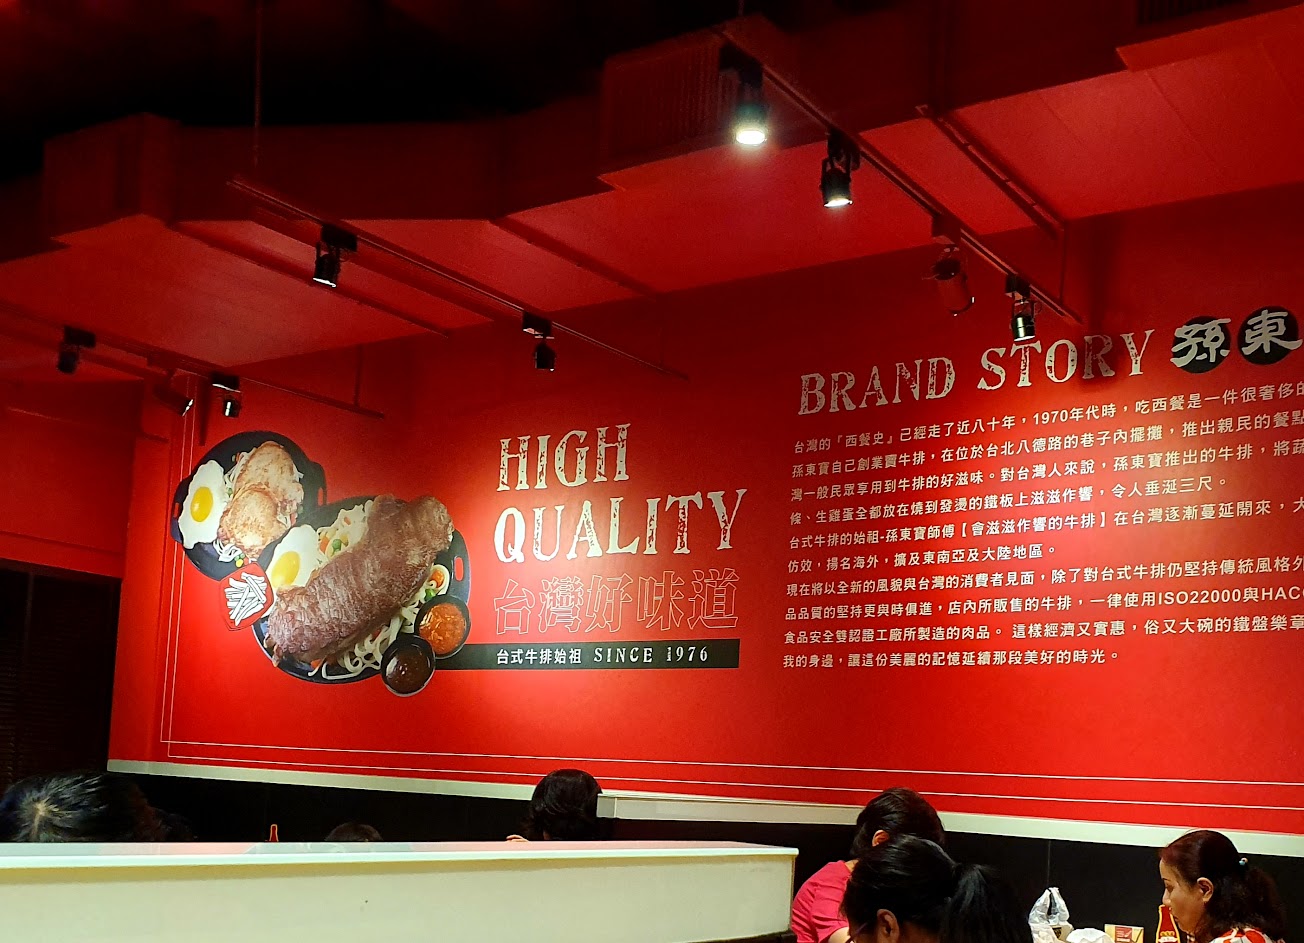 HIGH
QUALITY
台灣好味道
台式牛排始祖 SINCE 1976
BRAND STORY 孫東
台灣的『西餐史』己經走了近八十年，1970年代時，吃西餐是一件很奢侈的
孫東寶自己創業賣牛排，在位於台北八德路的巷子內擺攤，推出親民的餐點
灣一般民眾享用到牛排的好滋味。對台灣人來說，孫東寶推出的牛排，將蔬
條、生雞蛋全都放在燒到發燙的鐵板上滋滋作響，令人垂涎三尺。
台式牛排的始祖-孫東寶師傅【會滋滋作響的牛排】在台灣逐漸蔓延開來，大
仿效，揚名海外，擴及東南亞及大陸地區。
現在將以全新的風貌與台灣的消費者見面，除了對台式牛排仍堅持傳統風格外
品品質的堅持更與時俱進，店內所販售的牛排，一律使用ISO22000與HAC
食品安全雙認證工廠所製造的肉品。 這樣經濟又實惠，俗又大碗的鐵盤樂章
我的身邊，讓這份美麗的記憶延續那段美好的時光。